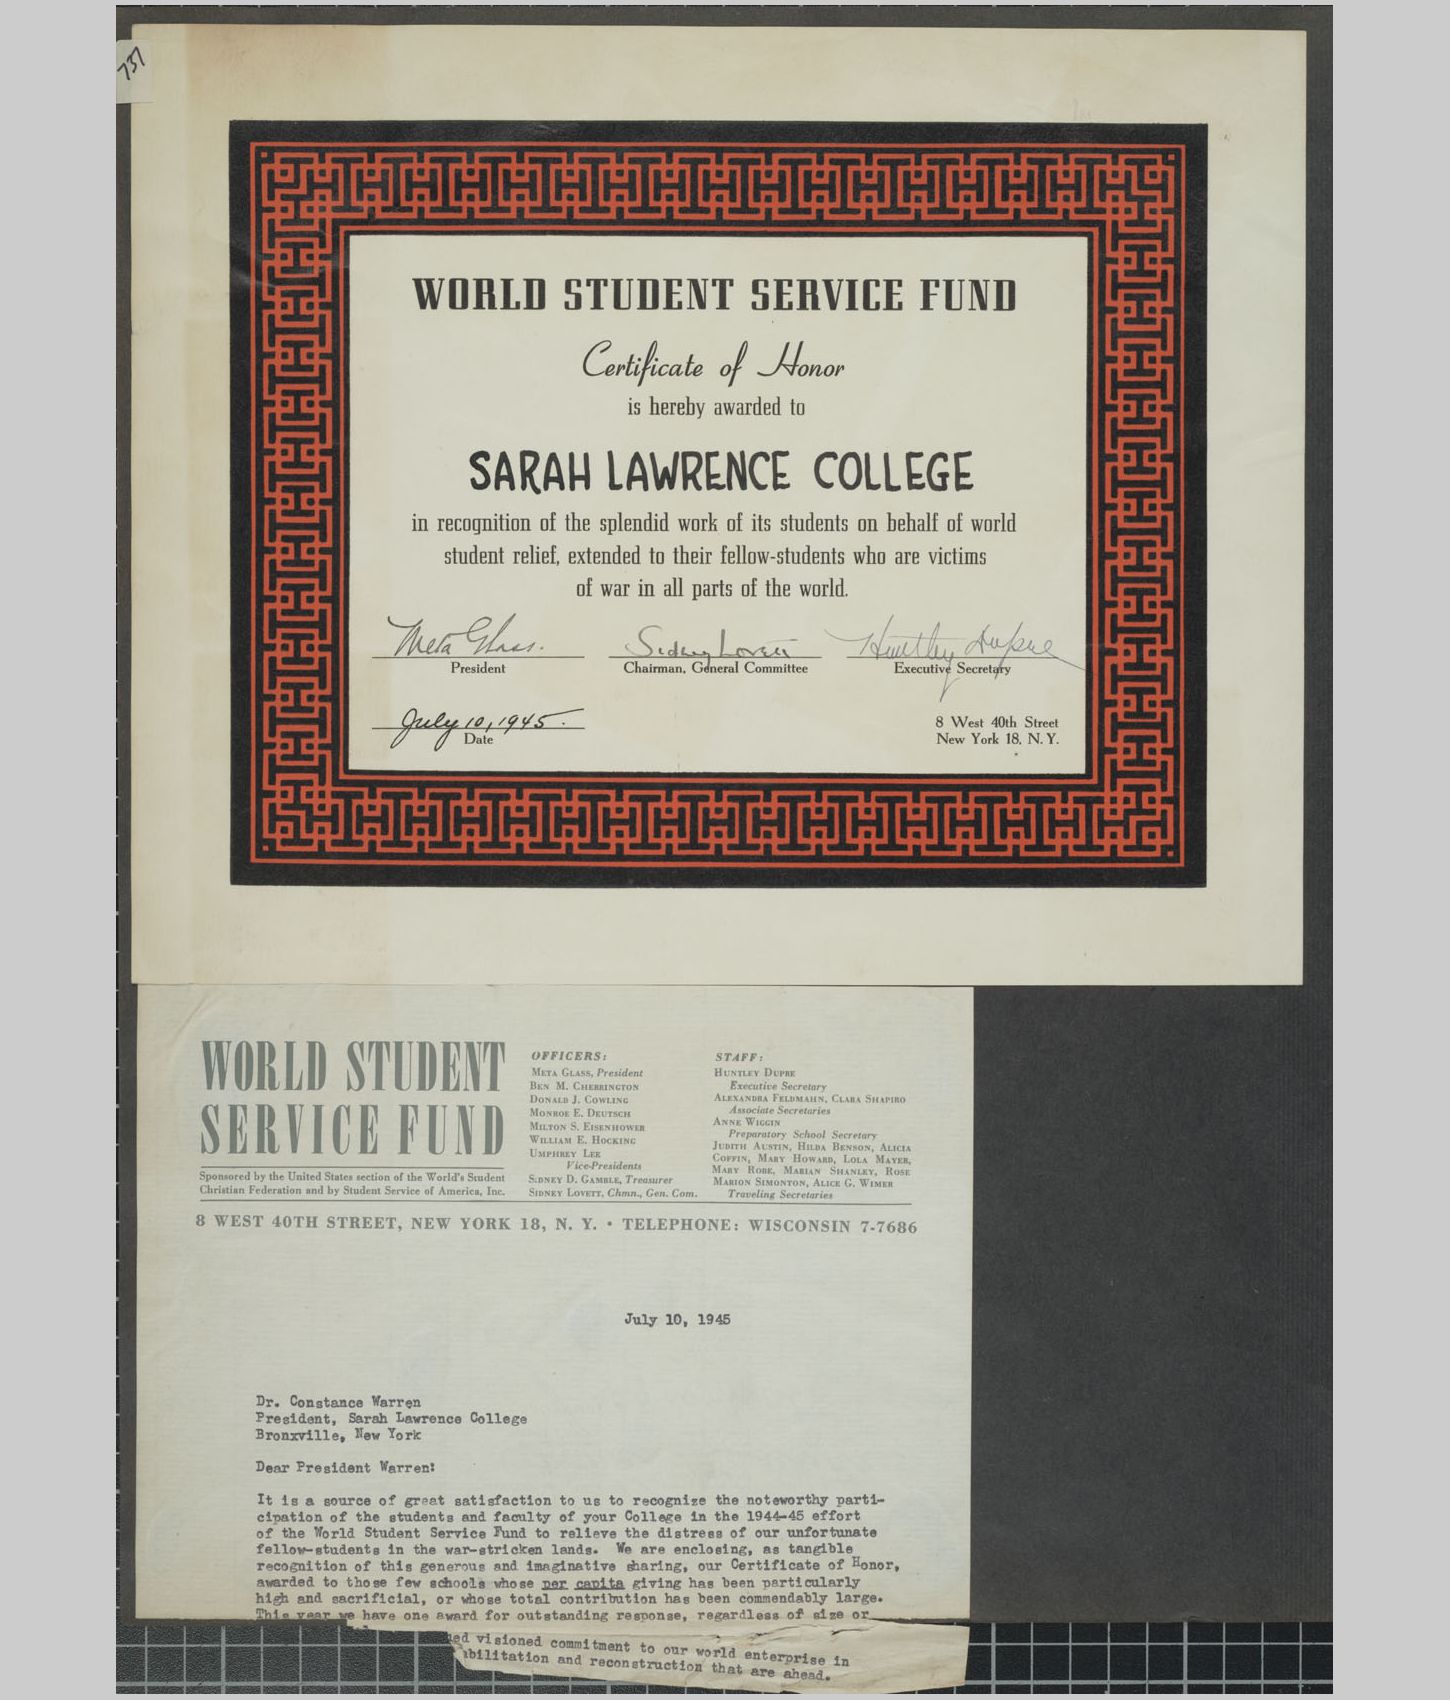 737
WORLD STUDENT SERVICE FUND
Certificate of Honor
is hereby awarded to
SARAH LAWRENCE COLLEGE
in recognition of the splendid work of its students on behalf of world
student relief, extended to their fellow-students who are victims
of war in all parts of the world.
Meta Glass. Sidney Lovett Huntley Dupre
President Chairman, General Committee Executive Secretary
July 10, 1945.
Date
8 West 40th Street
New York 18, N. Y.
WORLD STUDENT
SERVICE FUND
Sponsored by the United States section of the World's Student
Christian Federation and by Student Service of America, Inc.
OFFICERS:
META GLASS, President
BEN M. CHERRINGTON
DONALD J. COWLING
MONROE E. DEUTSCH
MILTON S. EISENHOWER
WILLIAM E. HOCKING
UMPHREY LEE
Vice-Presidents
SIDNEY D. GAMBLE, Treasurer
SIDNEY LOVETT, Chmn., Gen. Com.
STAFF:
HUNTLEY DUPRE
Executive Secretary
ALEXANDRA FELDMAHN, CLARA SHAPIRO
Associate Secretaries
ANNE WIGGIN
Preparatory School Secretary
JUDITH AUSTIN, HILDA BENSON, ALICIA
COFFIN, MARY HOWARD, LOLA MAYER,
MARY ROBE, MARIAN SHANLEY, ROSE
MARION SIMONTON, ALICE G. WIMER
Traveling Secretaries
8 WEST 40TH STREET, NEW YORK 18, N. Y. • TELEPHONE: WISCONSIN 7-7686
July 10, 1945
Dr. Constance Warren
President, Sarah Lawrence College
Bronxville, New York
Dear President Warren:
It is a source of great satisfaction to us to recognize the noteworthy parti-
cipation of the students and faculty of your College in the 1944-45 effort
of the World Student Service Fund to relieve the distress of our unfortunate
fellow-students in the war-stricken lands. We are enclosing, as tangible
recognition of this generous and imaginative sharing, our Certificate of Honor,
awarded to those few schools whose per capita giving has been particularly
high and sacrificial, or whose total contribution has been commendably large.
This year we have one award for outstanding response, regardless of size or
ed visioned commitment to our world enterprise in
abilitation and reconstruction that are ahead.